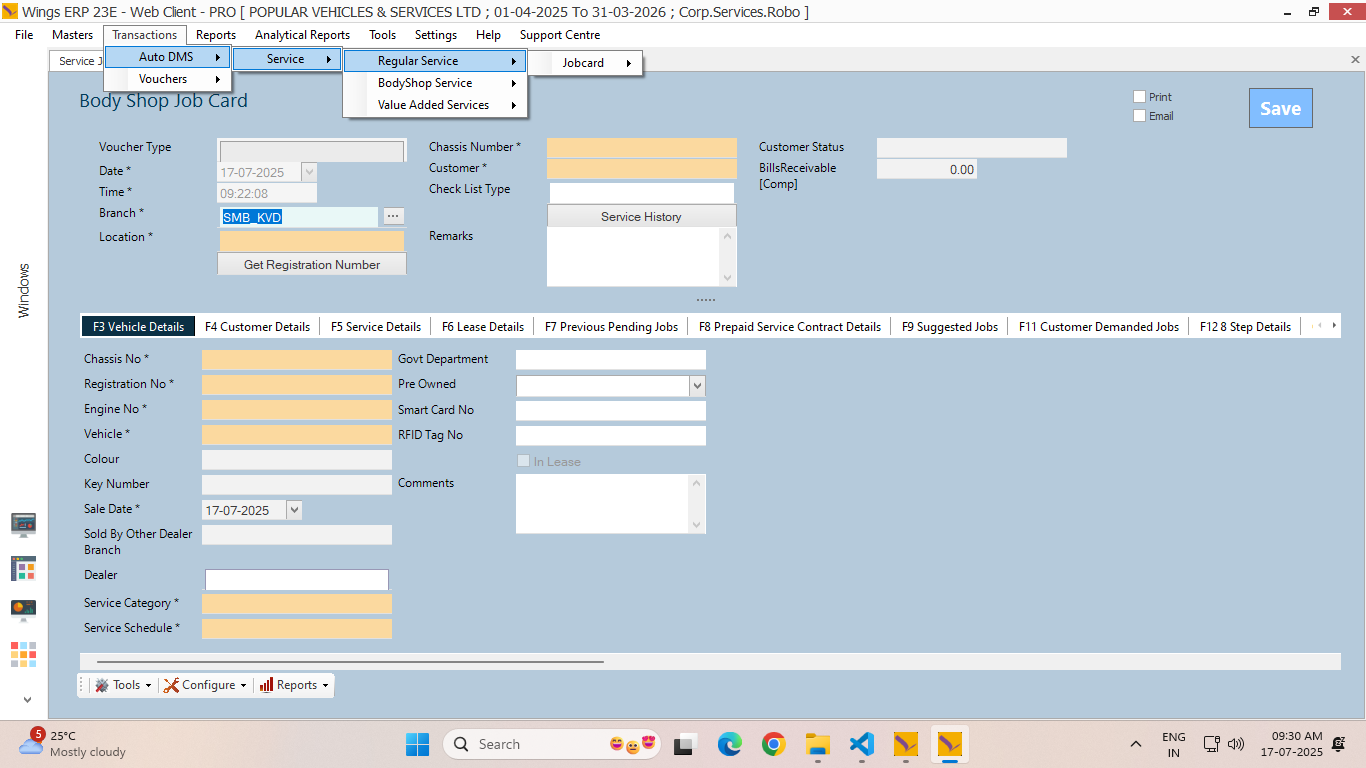 Wings ERP 23E - Web Client - PRO [ POPULAR VEHICLES & SERVICES LTD ; 01-04-2025 To 31-03-2026 ; Corp.Services.Robo ]
File Masters Transactions Reports Analytical Reports Tools Settings Help Support Centre
Service J
Auto DMS
Vouchers
Service
Regular Service
BodyShop Service
Value Added Services
Jobcard
Body Shop Job Card
Print
Email
Save
Voucher Type
Date *
17-07-2025
Time *
09:22:08
Branch *
SMB_KVD
Location *
Get Registration Number
Chassis Number *
Customer *
Check List Type
Service History
Remarks
Customer Status
BillsReceivable
[Comp]
0.00
Windows
F3 Vehicle Details F4 Customer Details F5 Service Details F6 Lease Details F7 Previous Pending Jobs F8 Prepaid Service Contract Details F9 Suggested Jobs F11 Customer Demanded Jobs F12 8 Step Details
Chassis No *
Registration No *
Engine No *
Vehicle *
Colour
Key Number
Sale Date *
17-07-2025
Sold By Other Dealer
Branch
Dealer
Service Category *
Service Schedule *
Govt Department
Pre Owned
Smart Card No
RFID Tag No
In Lease
Comments
Tools Configure Reports
5
25°C
Mostly cloudy
Search
ENG
IN
09:30 AM
17-07-2025